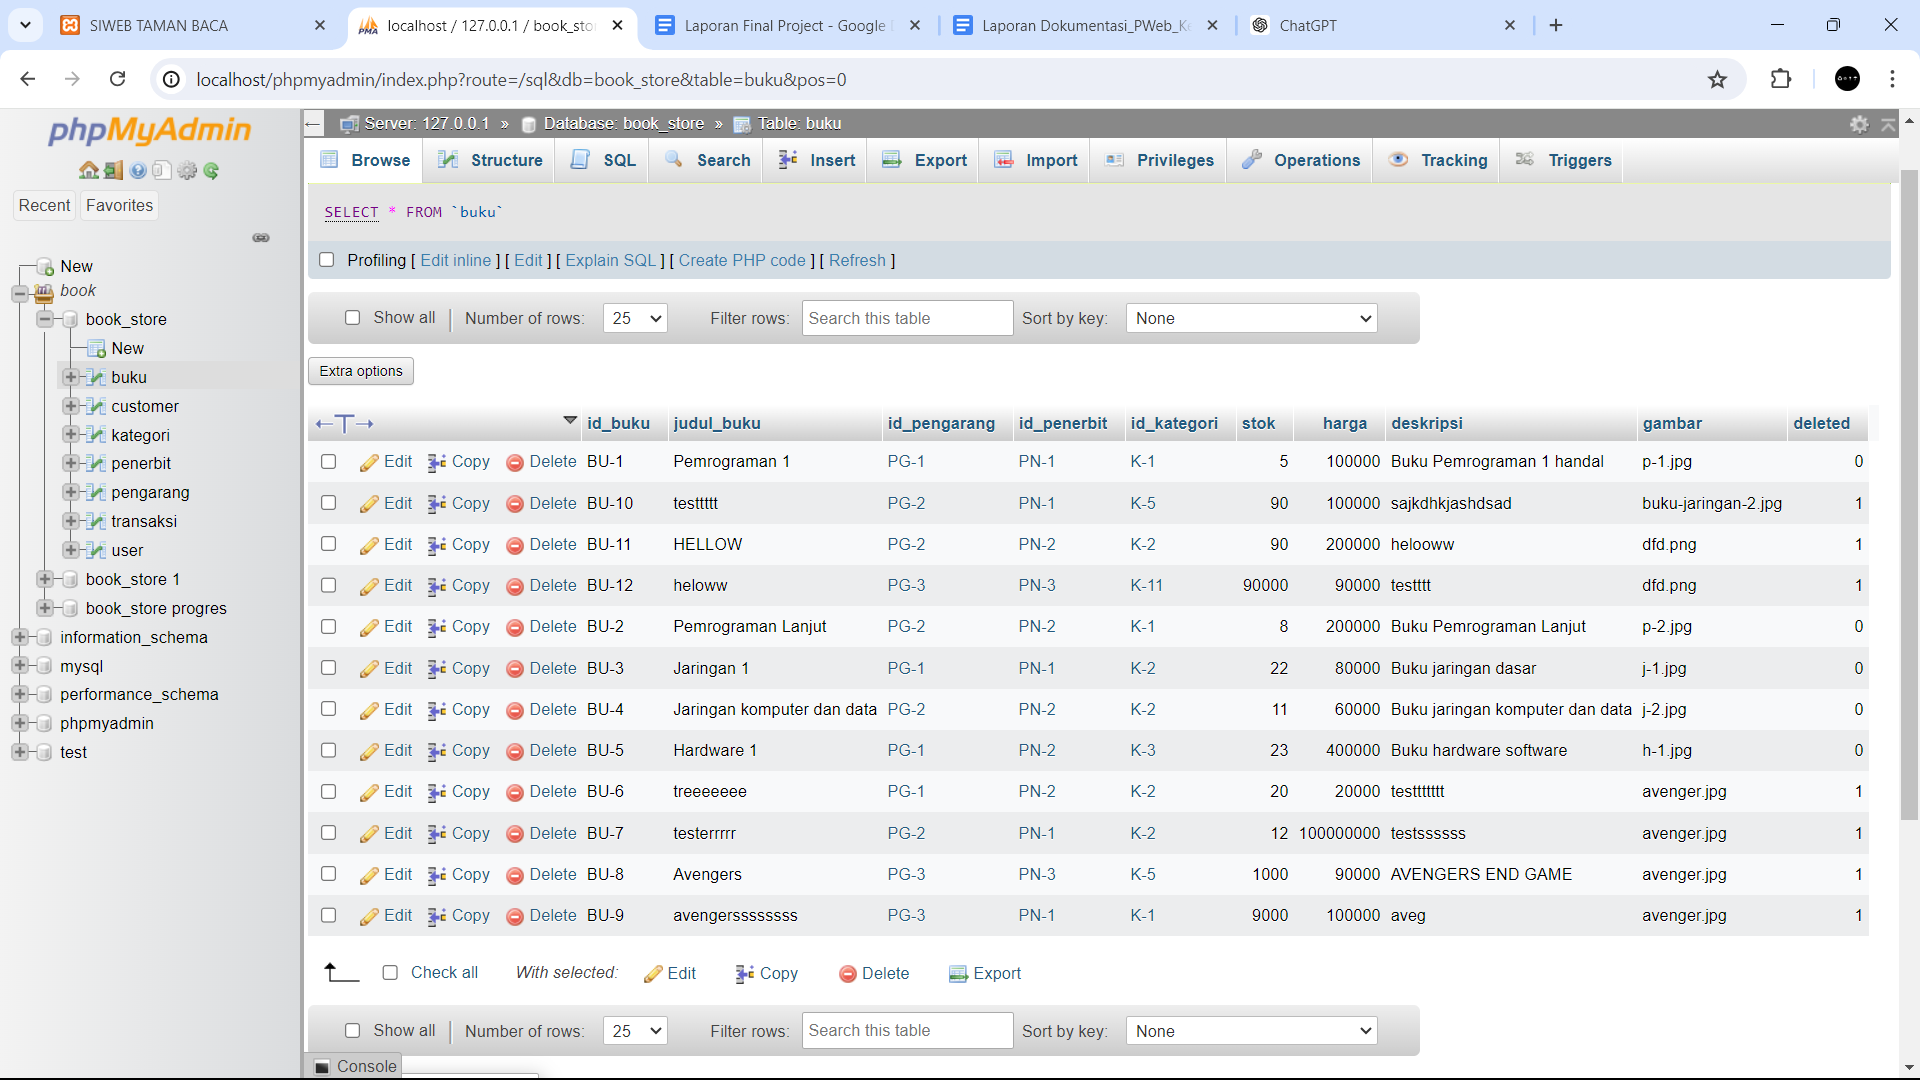 SIWEB TAMAN BACA
localhost / 127.0.0.1 / book_sto
Laporan Final Project - Google
Laporan Dokumentasi_PWeb_Ke
ChatGPT
localhost/phpmyadmin/index.php?route=/sql&db=book_store&table=buku&pos=0
phpMyAdmin
Recent Favorites
New
book
book_store
New
buku
customer
kategori
penerbit
pengarang
transaksi
user
book_store 1
book_store progres
information_schema
mysql
performance_schema
phpmyadmin
test
Server: 127.0.0.1 » Database: book_store » Table: buku
Browse Structure SQL Search Insert Export Import Privileges Operations Tracking Triggers
SELECT * FROM `buku`
Profiling [ Edit inline ] [ Edit ] [ Explain SQL ] [ Create PHP code ] [ Refresh ]
Show all | Number of rows: 25 Filter rows: Search this table Sort by key: None
Extra options
←T→ id_buku judul_buku id_pengarang id_penerbit id_kategori stok harga deskripsi gambar deleted
Edit Copy Delete BU-1 Pemrograman 1 PG-1 PN-1 K-1 5 100000 Buku Pemrograman 1 handal p-1.jpg 0
Edit Copy Delete BU-10 testtttt PG-2 PN-1 K-5 90 100000 sajkdhkjashdsad buku-jaringan-2.jpg 1
Edit Copy Delete BU-11 HELLOW PG-2 PN-2 K-2 90 200000 helooww dfd.png 1
Edit Copy Delete BU-12 heloww PG-3 PN-3 K-11 90000 90000 testttt dfd.png 1
Edit Copy Delete BU-2 Pemrograman Lanjut PG-2 PN-2 K-1 8 200000 Buku Pemrograman Lanjut p-2.jpg 0
Edit Copy Delete BU-3 Jaringan 1 PG-1 PN-1 K-2 22 80000 Buku jaringan dasar j-1.jpg 0
Edit Copy Delete BU-4 Jaringan komputer dan data PG-2 PN-2 K-2 11 60000 Buku jaringan komputer dan data j-2.jpg 0
Edit Copy Delete BU-5 Hardware 1 PG-1 PN-2 K-3 23 400000 Buku hardware software h-1.jpg 0
Edit Copy Delete BU-6 treeeeeee PG-1 PN-2 K-2 20 20000 testttttttt avenger.jpg 1
Edit Copy Delete BU-7 testerrrrr PG-2 PN-1 K-2 12 100000000 testssssss avenger.jpg 1
Edit Copy Delete BU-8 Avengers PG-3 PN-3 K-5 1000 90000 AVENGERS END GAME avenger.jpg 1
Edit Copy Delete BU-9 avengerssssssss PG-3 PN-1 K-1 9000 100000 aveg avenger.jpg 1
Check all With selected: Edit Copy Delete Export
Show all | Number of rows: 25 Filter rows: Search this table Sort by key: None
Console